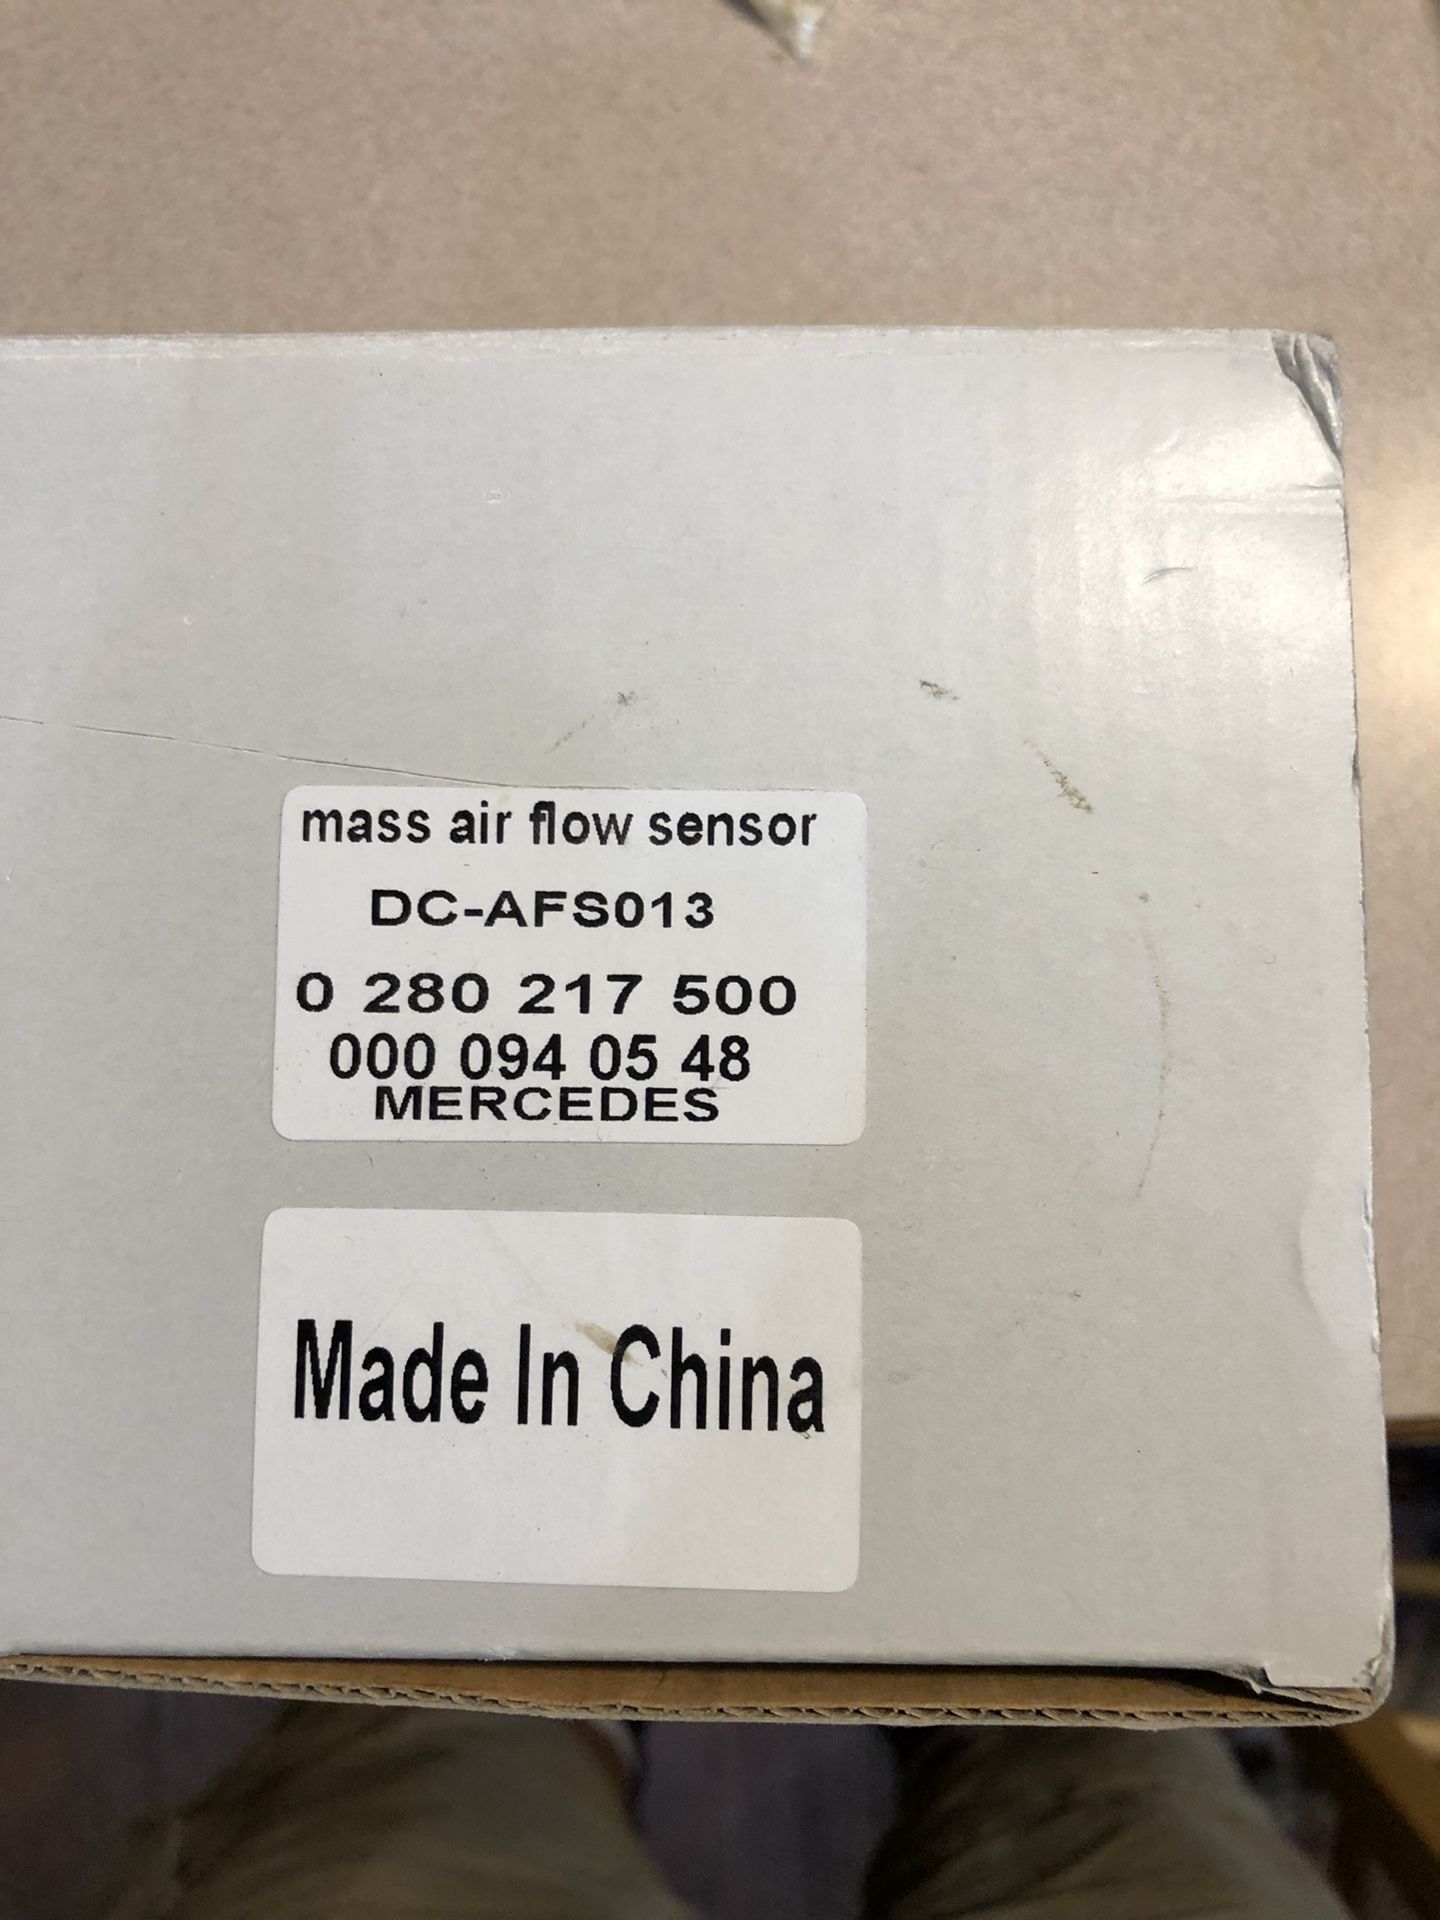 mass air flow sensor
DC-AFS013
0 280 217 500
000 094 05 48
MERCEDES
Made In China